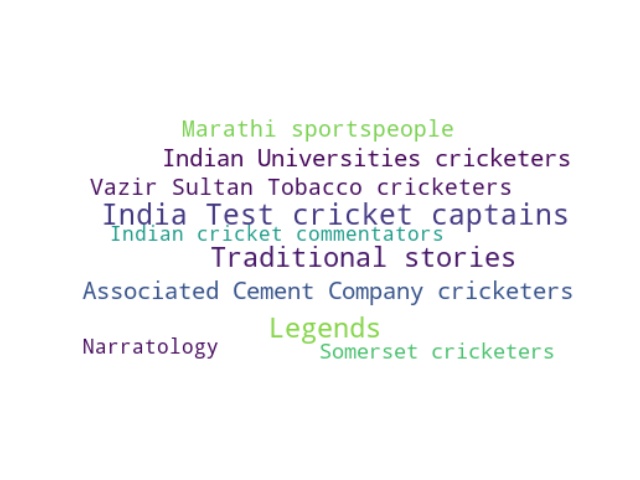 Marathi sportspeople
Indian Universities cricketers
Vazir Sultan Tobacco cricketers
India Test cricket captains
Indian cricket commentators
Traditional stories
Associated Cement Company cricketers
Legends
Narratology
Somerset cricketers